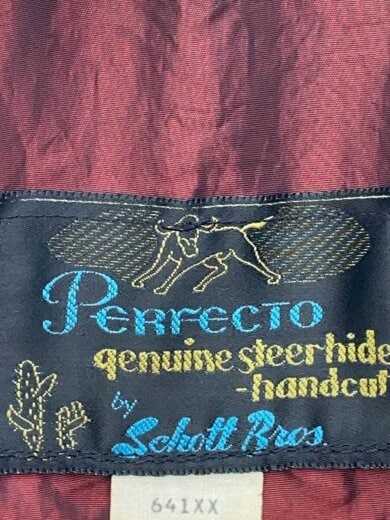 PERFECTO
genuine steerhide
-handcut
by
Schott Bros.
641XX